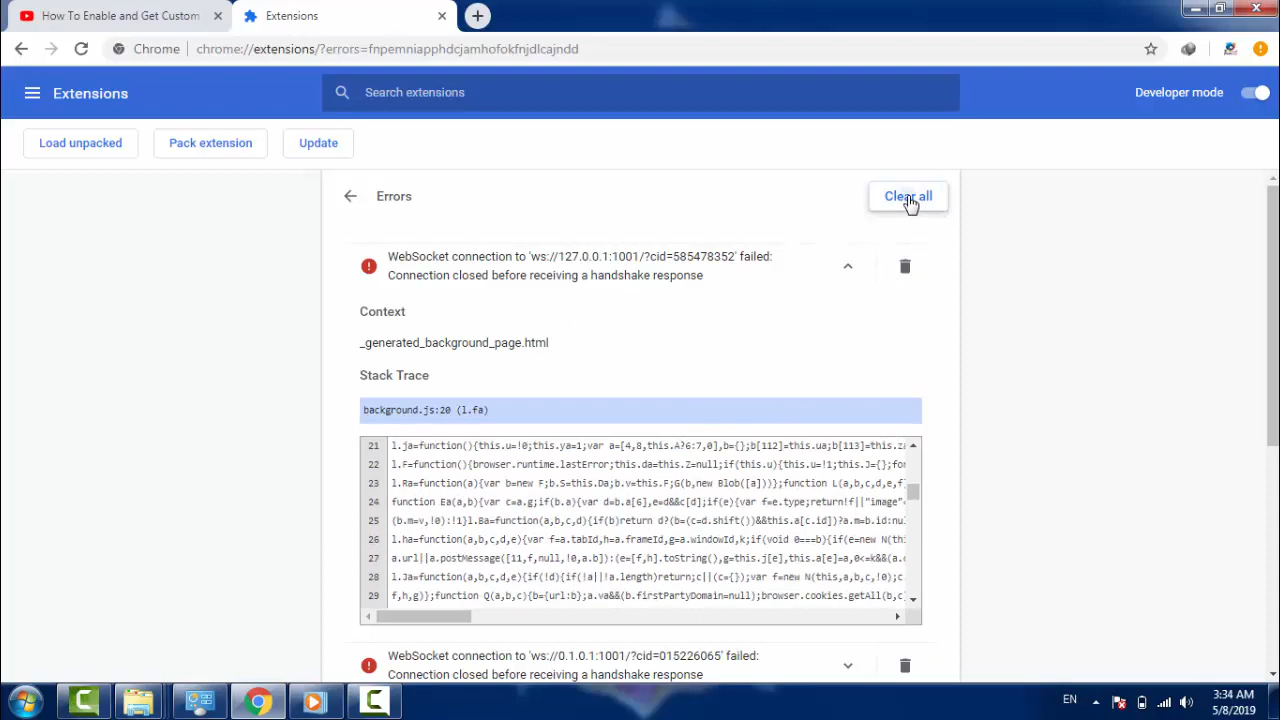 How To Enable and Get Custom
Extensions
Chrome
chrome://extensions/?errors=fnpemniapphdcjamhofokfnjdlcajndd
Extensions
Search extensions
Developer mode
Load unpacked
Pack extension
Update
Errors
Clear all
WebSocket connection to 'ws://127.0.0.1:1001/?cid=585478352' failed:
Connection closed before receiving a handshake response
Context
_generated_background_page.html
Stack Trace
background.js:20 (l.fa)
21 l.ja=function(){this.u=!0;this.ya=1;var a=[4,8,this.A?6:7,0],b={};b[112]=this.ua;b[113]=this.za
22 l.F=function(){browser.runtime.lastError;this.da=this.Z=null;if(this.u){this.u=!1;this.J={};for
23 l.Ra=function(a){var b=new F;b.S=this.Da;b.v=this.F;G(b,new Blob([a]))};function L(a,b,c,d,e,f
24 function Ea(a,b){var c=a.g;if(b.a){var d=b.a[6],e=d&&c[d];if(e){var f=e.type;return!f||"image"=
25 (b.m=v,!0):!1}l.Ba=function(a,b,c,d){if(b)return d?(b=(c=d.shift())&&this.a[c.id])?a.m=b.id:nul
26 l.ha=function(a,b,c,d,e){var f=a.tabId,h=a.frameId,g=a.windowId,k;if(void 0===b){if(e=new N(thi
27 a.url||a.postMessage([11,f,null,!0,a.b]):(e=[f,h].toString(),g=this.j[e],this.a[e]=a,0<=k&&(a.c
28 l.Ja=function(a,b,c,d,e){if(!d){if(!a||!a.length)return;c||(c={});var f=new N(this,a,b,c,!0);c.
29 f,h,g)};function Q(a,b,c){b={url:b};a.va&&(b.firstPartyDomain=null);browser.cookies.getAll(b,c)
WebSocket connection to 'ws://0.1.0.1:1001/?cid=015226065' failed:
Connection closed before receiving a handshake response
EN
3:34 AM
5/8/2019